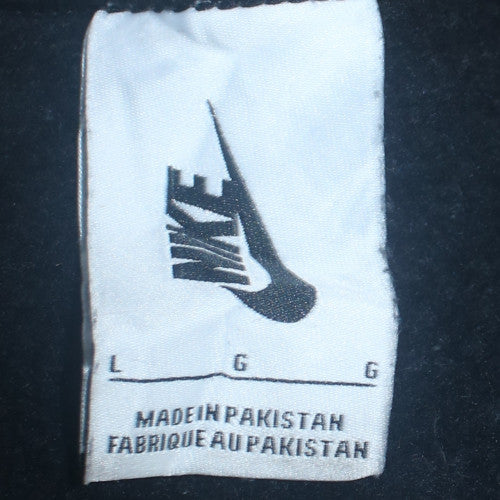 NIKE
L G G
MADE IN PAKISTAN
FABRIQUE AU PAKISTAN